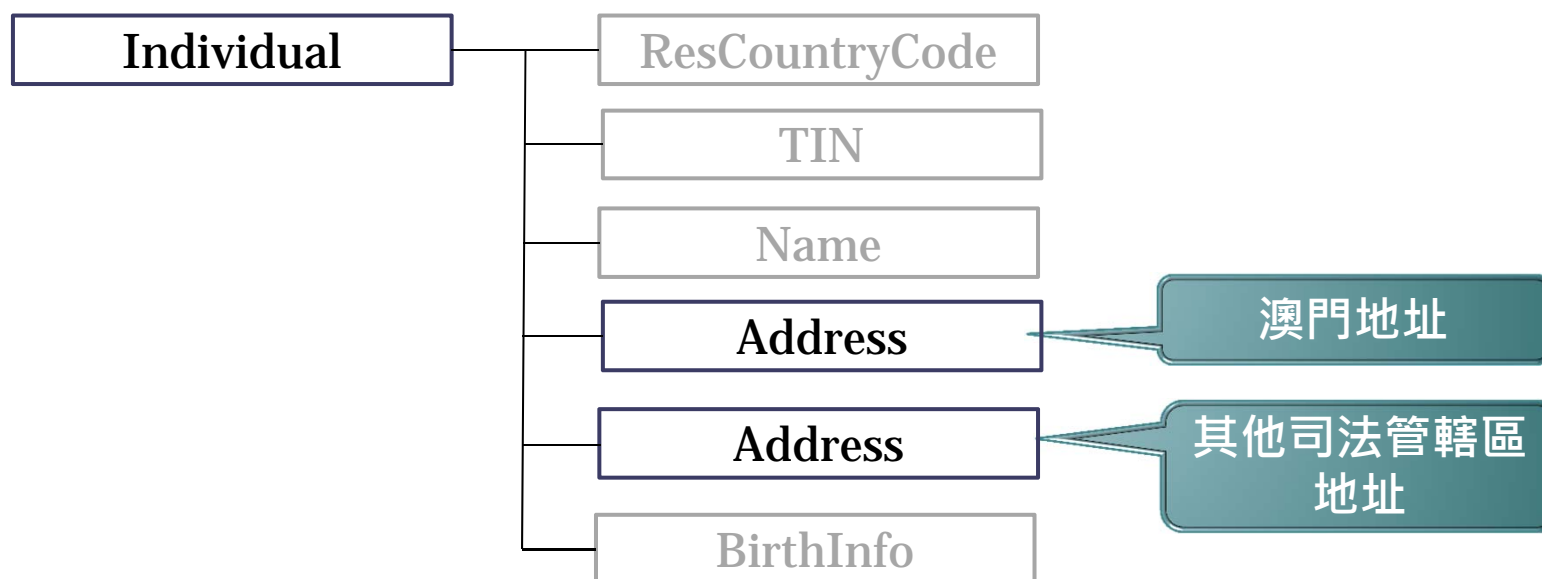 Individual
ResCountryCode
TIN
Name
Address
澳門地址
Address
其他司法管轄區
地址
BirthInfo